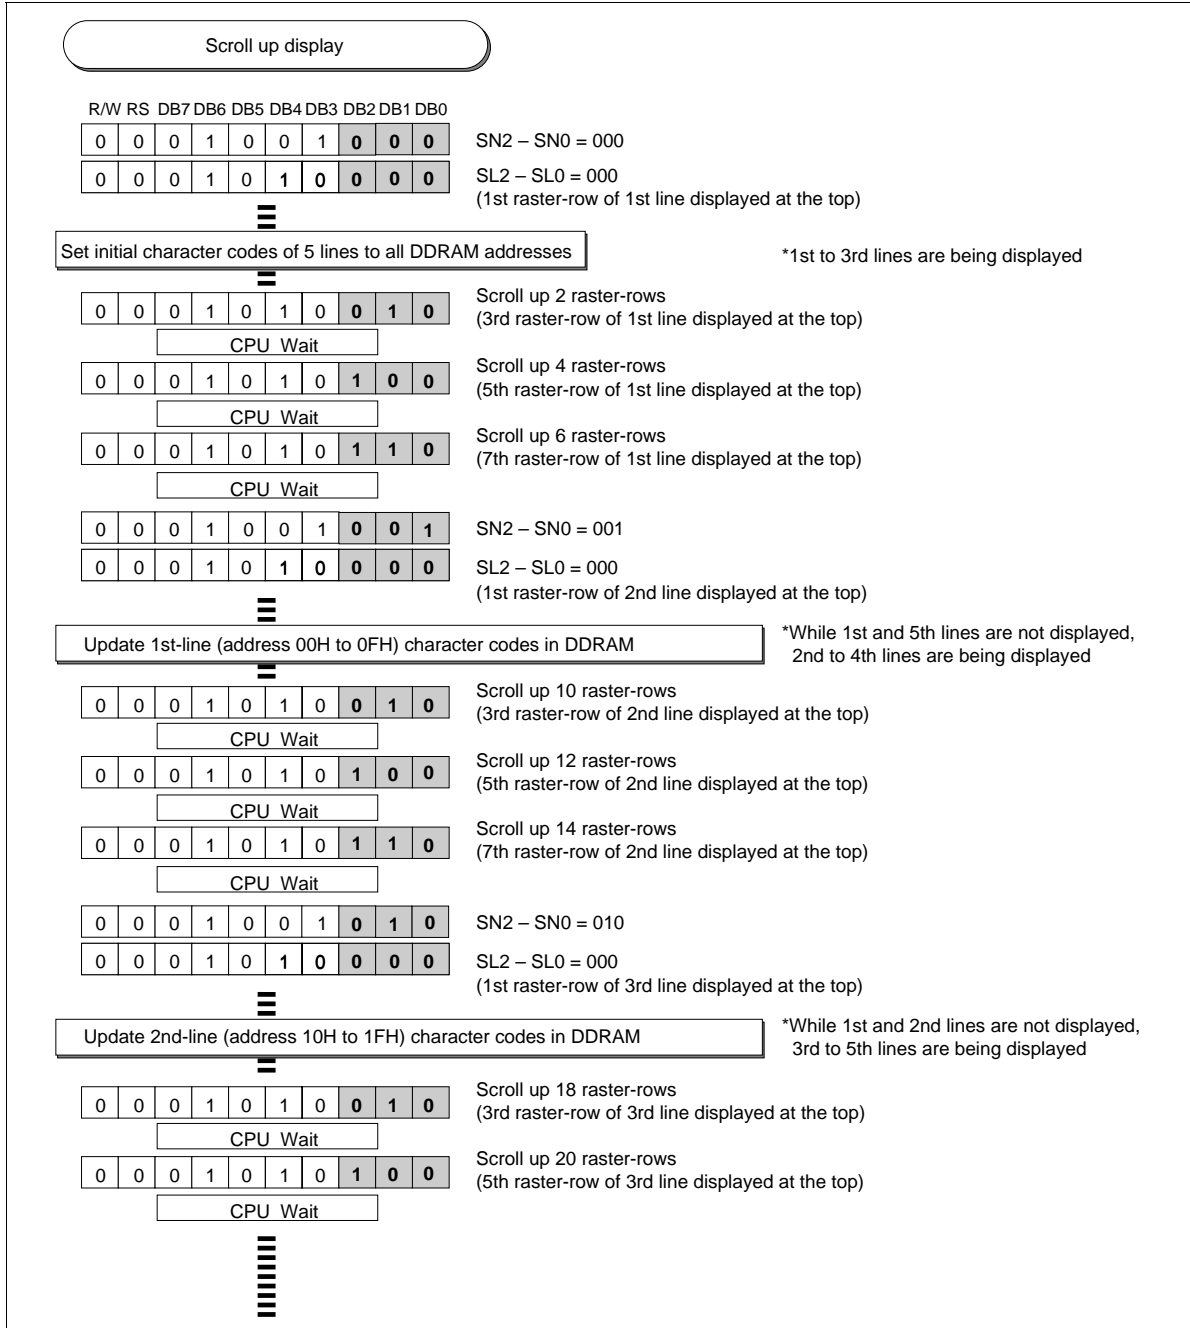 Scroll up display
R/W RS DB7 DB6 DB5 DB4 DB3 DB2 DB1 DB0
0 0 0 1 0 0 1 0 0 0 SN2 – SN0 = 000
0 0 0 1 0 1 0 0 0 0 SL2 – SL0 = 000
(1st raster-row of 1st line displayed at the top)
Set initial character codes of 5 lines to all DDRAM addresses
*1st to 3rd lines are being displayed
0 0 0 1 0 1 0 0 1 0 Scroll up 2 raster-rows
(3rd raster-row of 1st line displayed at the top)
CPU Wait
0 0 0 1 0 1 0 1 0 0 Scroll up 4 raster-rows
(5th raster-row of 1st line displayed at the top)
CPU Wait
0 0 0 1 0 1 0 1 1 0 Scroll up 6 raster-rows
(7th raster-row of 1st line displayed at the top)
CPU Wait
0 0 0 1 0 0 1 0 0 1 SN2 – SN0 = 001
0 0 0 1 0 1 0 0 0 0 SL2 – SL0 = 000
(1st raster-row of 2nd line displayed at the top)
Update 1st-line (address 00H to 0FH) character codes in DDRAM
*While 1st and 5th lines are not displayed,
2nd to 4th lines are being displayed
0 0 0 1 0 1 0 0 1 0 Scroll up 10 raster-rows
(3rd raster-row of 2nd line displayed at the top)
CPU Wait
0 0 0 1 0 1 0 1 0 0 Scroll up 12 raster-rows
(5th raster-row of 2nd line displayed at the top)
CPU Wait
0 0 0 1 0 1 0 1 1 0 Scroll up 14 raster-rows
(7th raster-row of 2nd line displayed at the top)
CPU Wait
0 0 0 1 0 0 1 0 1 0 SN2 – SN0 = 010
0 0 0 1 0 1 0 0 0 0 SL2 – SL0 = 000
(1st raster-row of 3rd line displayed at the top)
Update 2nd-line (address 10H to 1FH) character codes in DDRAM
*While 1st and 2nd lines are not displayed,
3rd to 5th lines are being displayed
0 0 0 1 0 1 0 0 1 0 Scroll up 18 raster-rows
(3rd raster-row of 3rd line displayed at the top)
CPU Wait
0 0 0 1 0 1 0 1 0 0 Scroll up 20 raster-rows
(5th raster-row of 3rd line displayed at the top)
CPU Wait